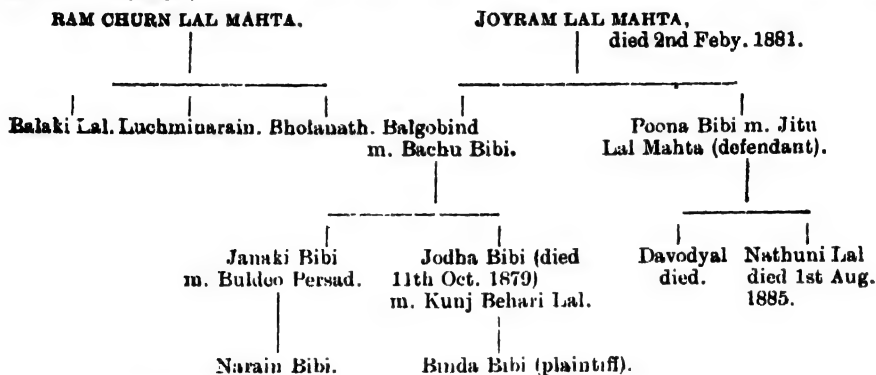 RAM CHURN LAL MAHTA. JOYRAM LAL MAHTA,
died 2nd Feby. 1881.
Balaki Lal. Luchminarain. Bholanath. Balgobind
m. Bachu Bibi.
Poona Bibi m. Jitu
Lal Mahta (defendant).
Janaki Bibi
m. Buldeo Persad.
Jodha Bibi (died
11th Oct. 1879)
m. Kunj Behari Lal.
Davodyal
died.
Nathuni Lal
died 1st Aug.
1885.
Narain Bibi. Binda Bibi (plaintiff).